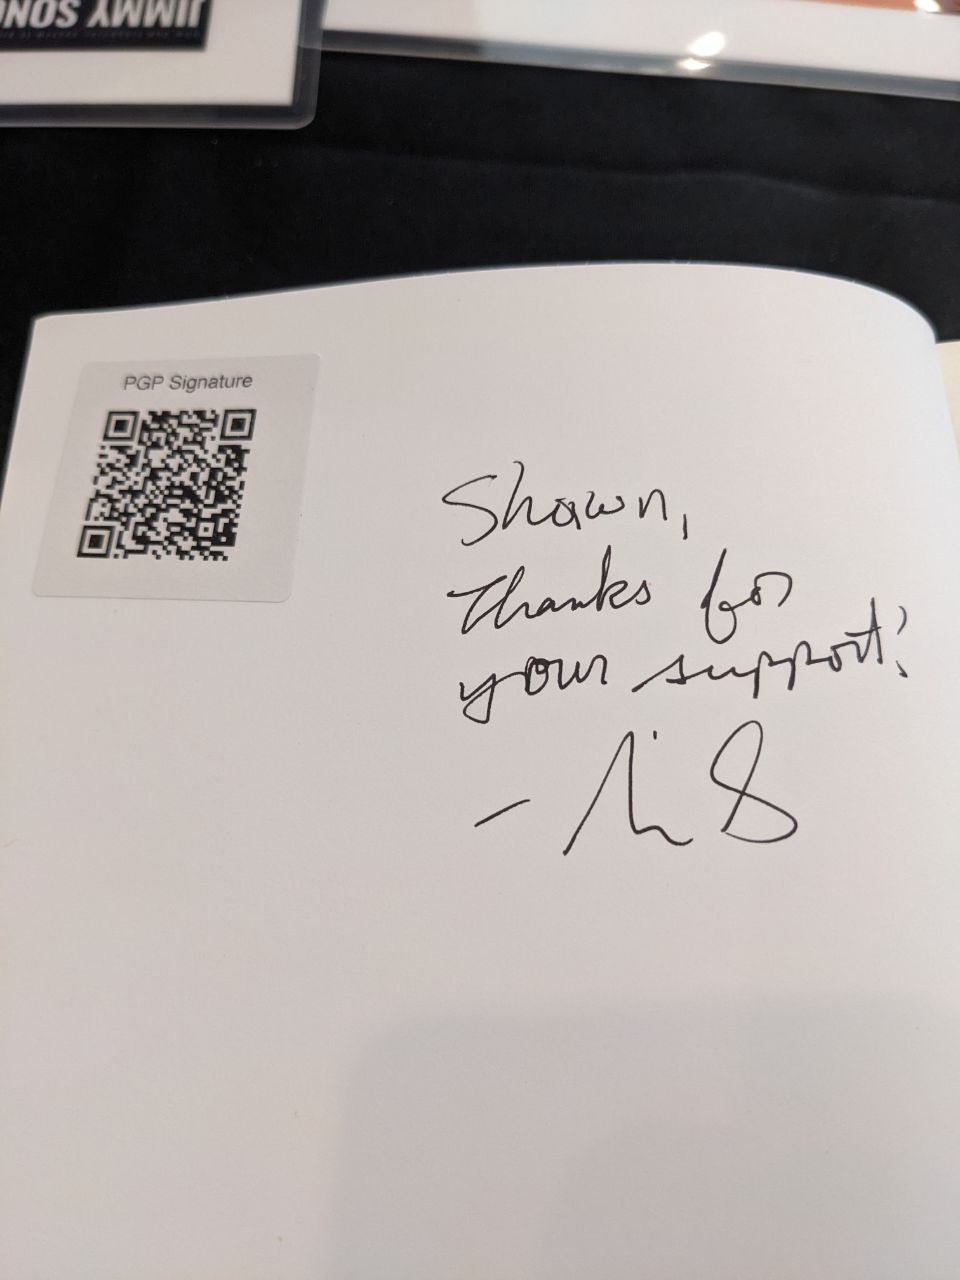 JIMMY SONG
PGP Signature
Shawn,
Thanks for
your support!